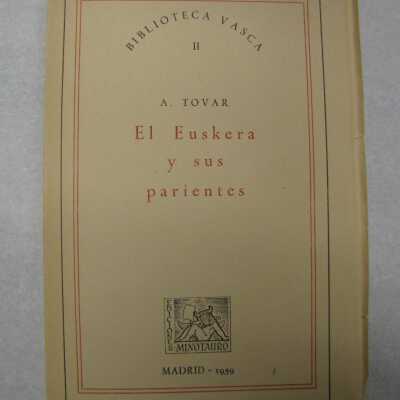 BIBLIOTECA VASCA
II
A. TOVAR
El Euskera
y sus
parientes
MINOTAURO
MADRID - 1959